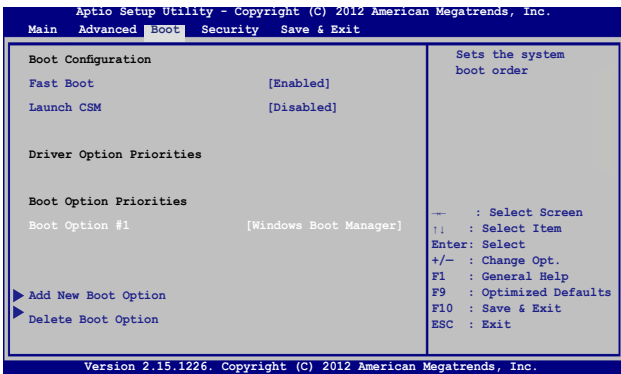 Aptio Setup Utility - Copyright (C) 2012 American Megatrends, Inc.
Main Advanced Boot Security Save & Exit
Boot Configuration
Fast Boot [Enabled]
Launch CSM [Disabled]
Driver Option Priorities
Boot Option Priorities
Boot Option #1 [Windows Boot Manager]
Add New Boot Option
Delete Boot Option
Sets the system
boot order
→← : Select Screen
↑↓ : Select Item
Enter: Select
+/— : Change Opt.
F1 : General Help
F9 : Optimized Defaults
F10 : Save & Exit
ESC : Exit
Version 2.15.1226. Copyright (C) 2012 American Megatrends, Inc.